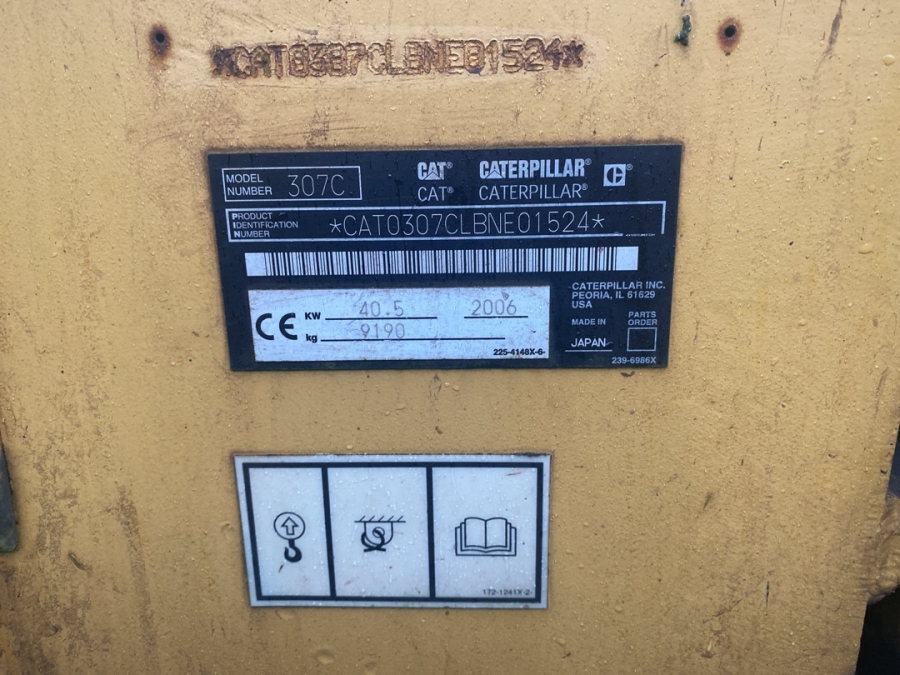 *CAT0307CLBNE01524*
CAT® CATERPILLAR®
MODEL NUMBER 307C
CAT® CATERPILLAR®
PRODUCT IDENTIFICATION NUMBER *CAT0307CLBNE01524*
CE KW 40.5 2006
kg 9190
225-4148X-6-
CATERPILLAR INC.
PEORIA, IL 61629
USA
MADE IN JAPAN
PARTS ORDER
239-6986X
172-1241X-2-